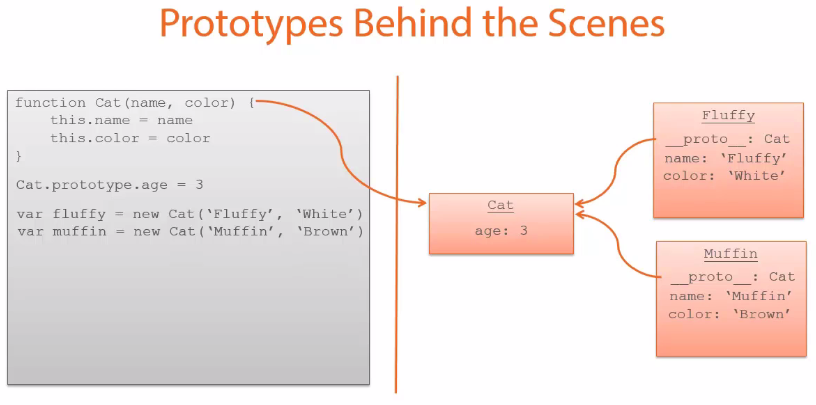 Prototypes Behind the Scenes
function Cat(name, color) {
this.name = name
this.color = color
}
Cat.prototype.age = 3
var fluffy = new Cat(‘Fluffy’, ‘White’)
var muffin = new Cat(‘Muffin’, ‘Brown’)
Cat
age: 3
Fluffy
__proto__: Cat
name: ‘Fluffy’
color: ‘White’
Muffin
__proto__: Cat
name: ‘Muffin’
color: ‘Brown’